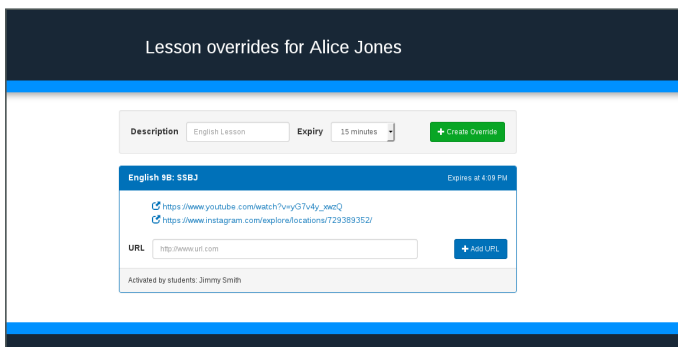 Lesson overrides for Alice Jones
Description English Lesson Expiry 15 minutes Create Override
English 9B: SSBJ Expires at 4:09 PM
https://www.youtube.com/watch?v=yG7v4y_xwzQ
https://www.instagram.com/explore/locations/729389352/
URL http://www.url.com Add URL
Activated by students: Jimmy Smith